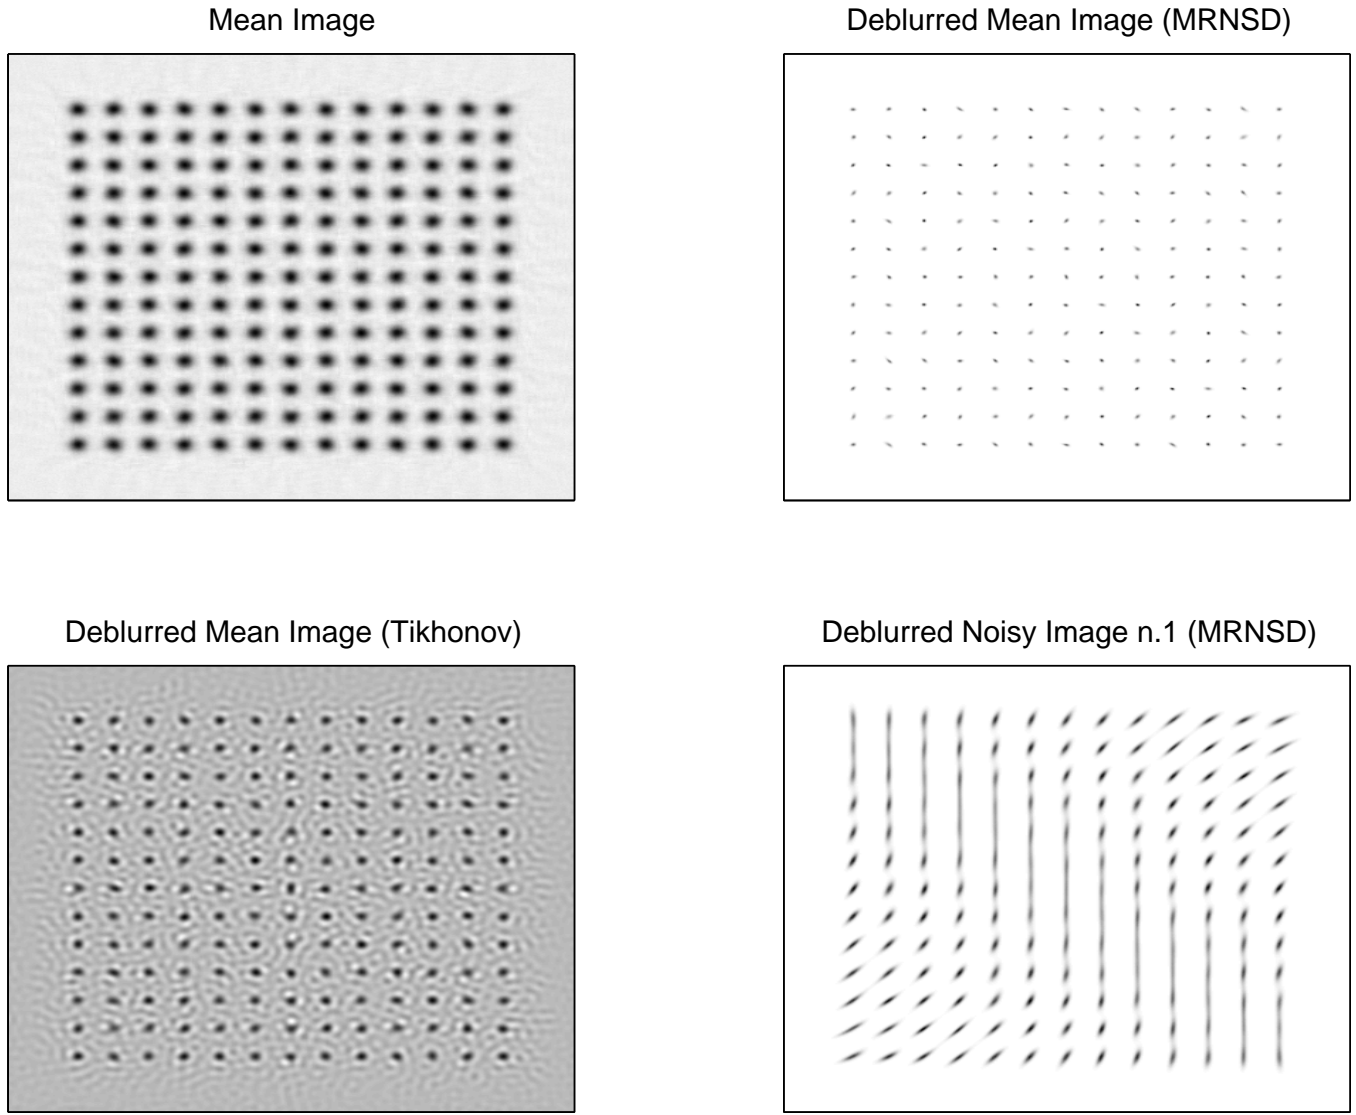 Mean Image
Deblurred Mean Image (MRNSD)
Deblurred Mean Image (Tikhonov)
Deblurred Noisy Image n.1 (MRNSD)